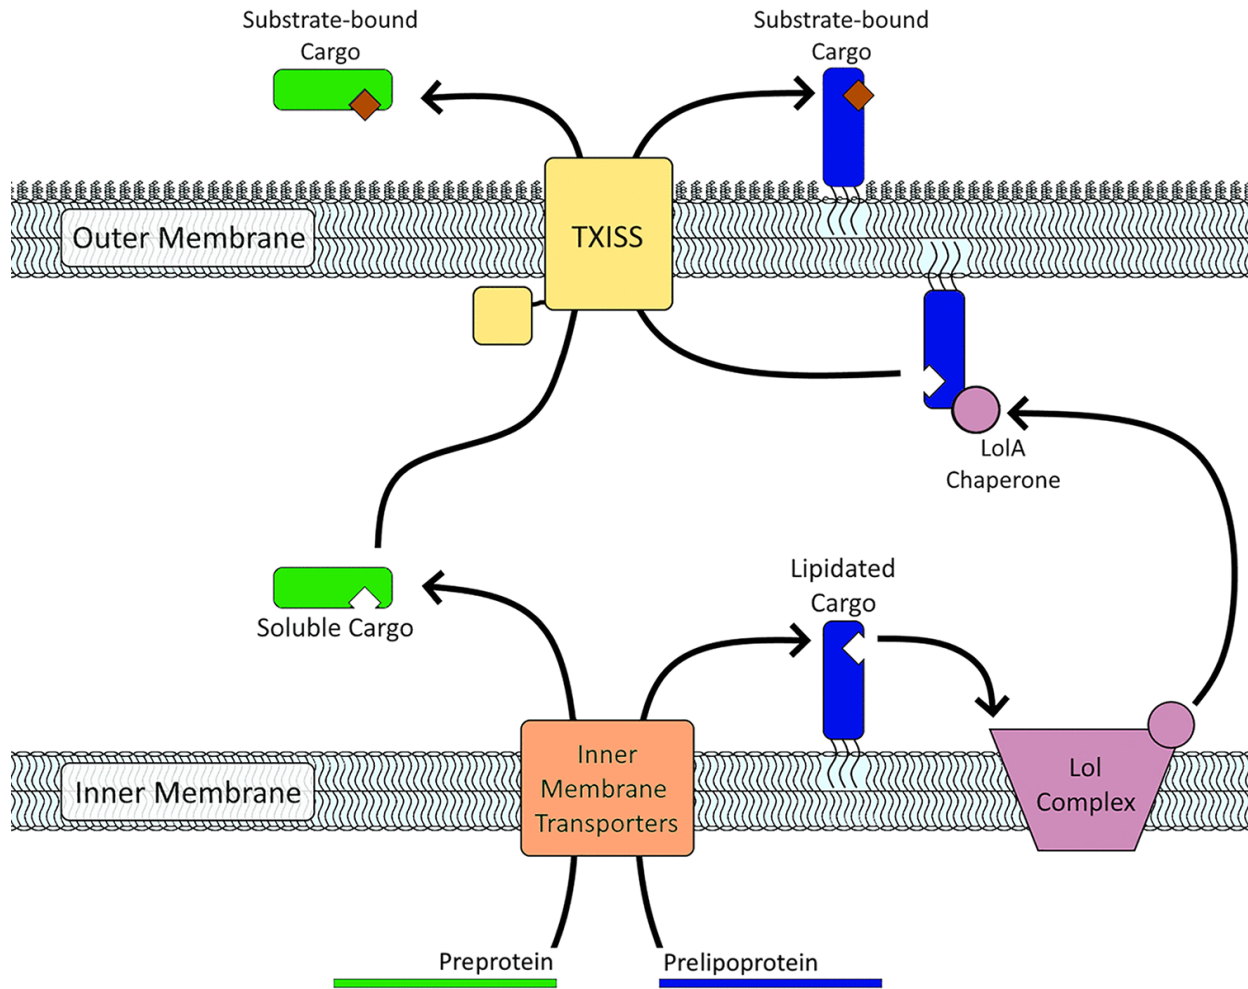 Substrate-bound
Cargo
Substrate-bound
Cargo
Outer Membrane
TXISS
LolA
Chaperone
Soluble Cargo
Lipidated
Cargo
Inner Membrane
Inner
Membrane
Transporters
Lol
Complex
Preprotein
Prelipoprotein